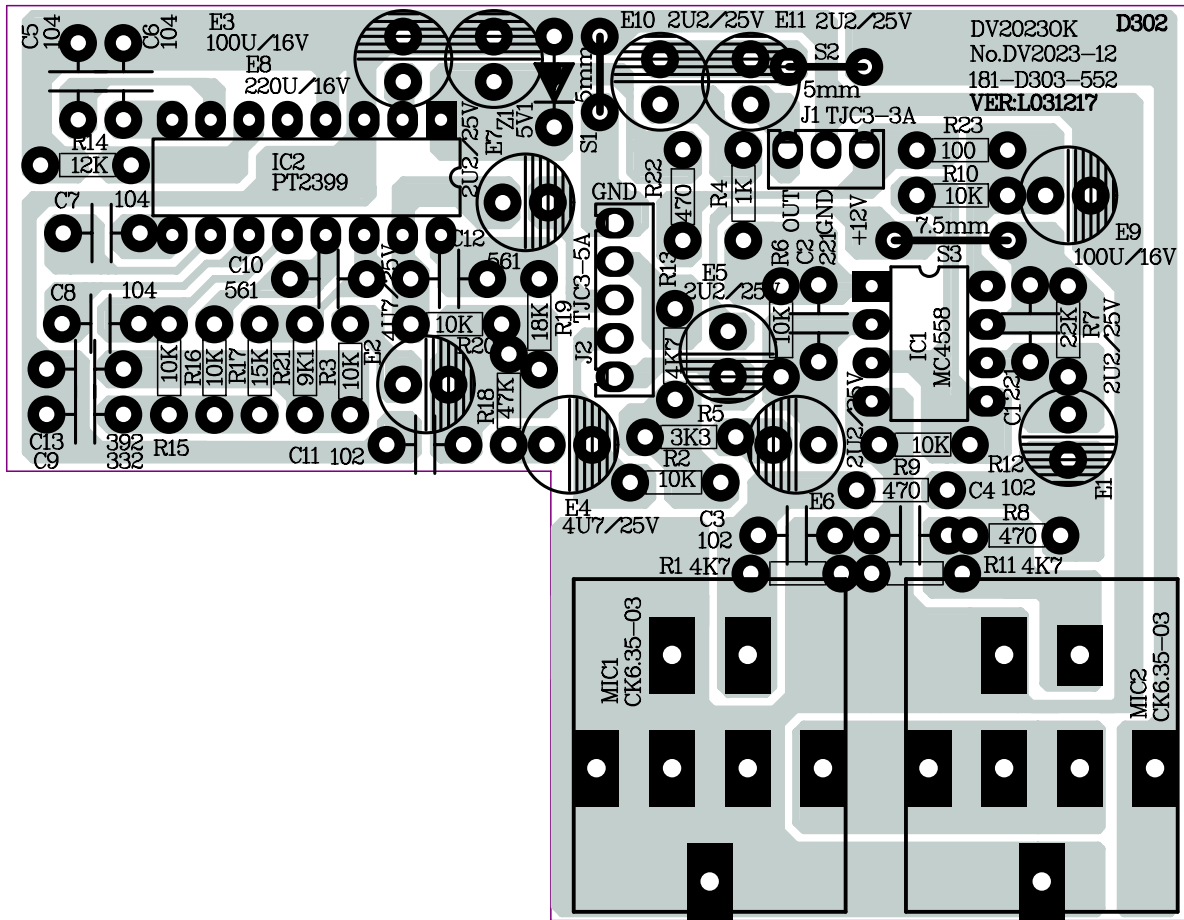 C5
104
C6
104
E3
100U/16V
E8
220U/16V
E7
2U2/25V
Z1
5V1
5mm
S1
E10 2U2/25V
E11 2U2/25V
S2
5mm
J1 TJC3-3A
DV2023OK
No.DV2023-12
181-D303-552
VER:L031217
D302
R14
12K
IC2
PT2399
C7
104
C10
561
C12
561
C8
104
4U7/25V
E2
R22
470
R4
1K
OUT
GND
+12V
R23
100
R10
10K
7.5mm
S3
E9
100U/16V
GND
TJC3-5A
J2
R13
4K7
E5
2U2/25V
R6
10K
C2
221
IC1
MC4558
C1
221
R7
22K
2U2/25V
E1
10K
R20
18K
R19
R18
47K
10K
R16
10K
R17
15K
R21
9K1
R3
10K
R15
C13
392
C9
332
C11 102
E4
4U7/25V
R5
3K3
R2
10K
2U2/25V
E6
10K
R12
R9
470
C4 102
C3
102
R8
470
R1 4K7
R11 4K7
MIC1
CK6.35-03
MIC2
CK6.35-03